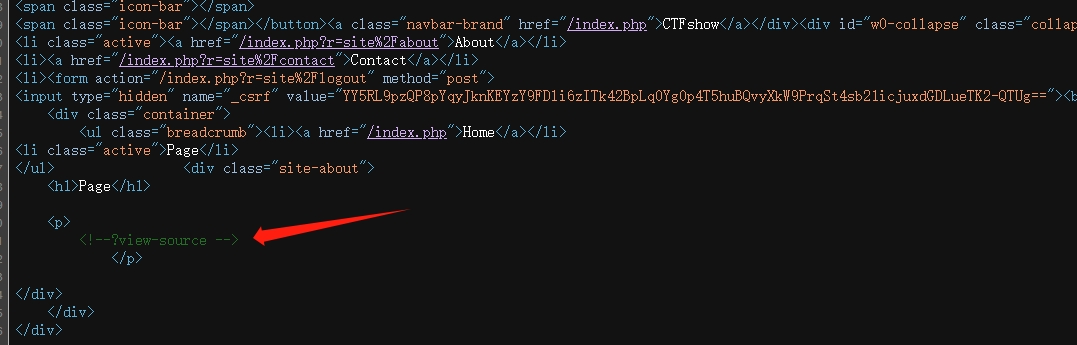 <span class="icon-bar"></span>
<span class="icon-bar"></span></button><a class="navbar-brand" href="/index.php">CTFshow</a></div><div id="w0-collapse" class="collap
<li class="active"><a href="/index.php?r=site%2Fabout">About</a></li>
<li><a href="/index.php?r=site%2Fcontact">Contact</a></li>
<li><form action="/index.php?r=site%2Flogout" method="post">
<input type="hidden" name="_csrf" value="YY5RL9pzQP8pYqyJknKEYzY9FD1i6zITk42BpLq0Yg0p4T5huBQvyXkW9PrqSt4sb21icjuxdGDLueTK2-QTUg=="><b
<div class="container">
<ul class="breadcrumb"><li><a href="/index.php">Home</a></li>
<li class="active">Page</li>
</ul> <div class="site-about">
<h1>Page</h1>
<p>
<!--?view-source -->
</p>
</div>
</div>
</div>